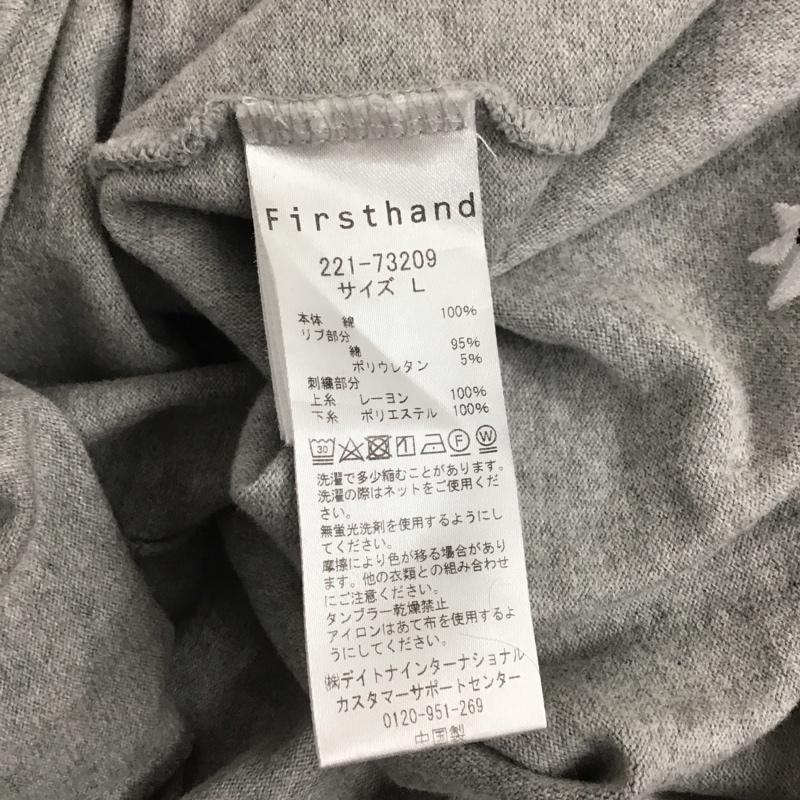 Firsthand
221-73209
サイズ L
本体 綿 100%
リブ部分
綿 95%
ポリウレタン 5%
刺繍部分
上糸 レーヨン 100%
下糸 ポリエステル 100%
30 F W
洗濯で多少縮むことがあります。
洗濯の際はネットをご使用くだ
さい。
無蛍光洗剤を使用するようにし
てください。
摩擦により色が移る場合があり
ます。他の衣類との組み合わせ
にご注意ください。
タンブラー乾燥禁止
アイロンはあて布を使用するよ
うにしてください。
㈱デイトナインターナショナル
カスタマーサポートセンター
0120-951-269
中国製